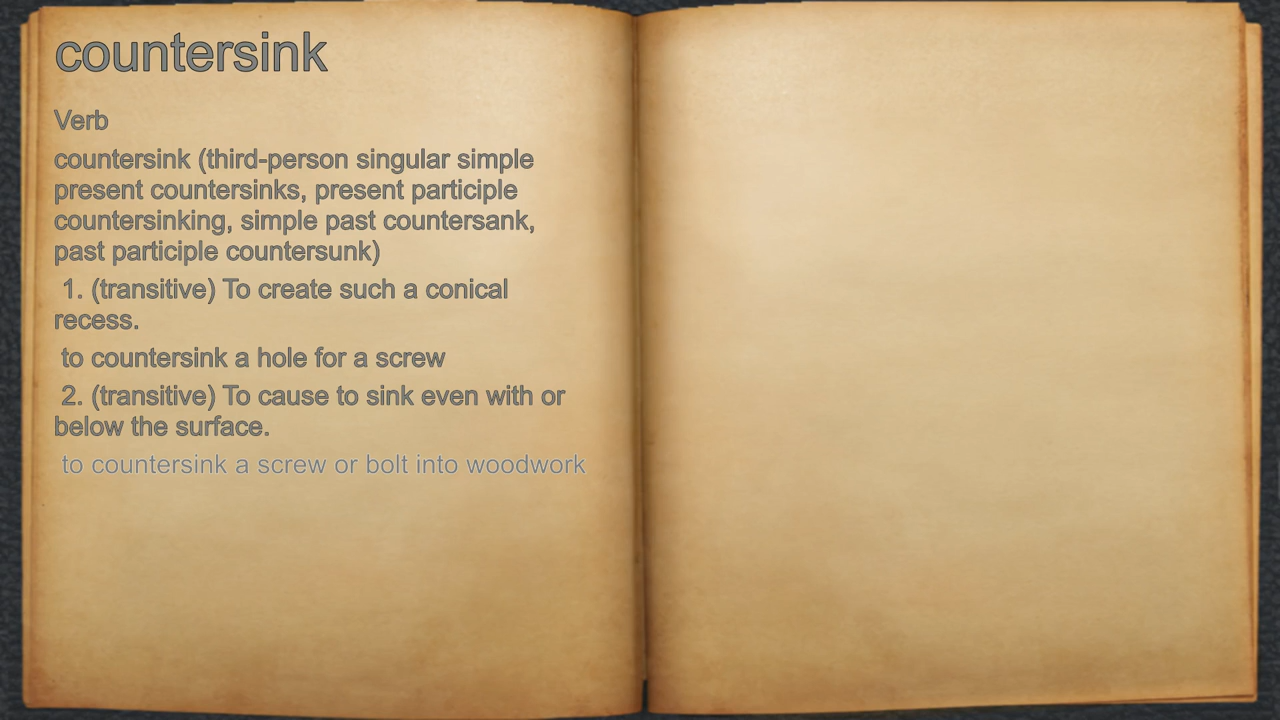 countersink
Verb
countersink (third-person singular simple
present countersinks, present participle
countersinking, simple past countersank,
past participle countersunk)
1. (transitive) To create such a conical
recess.
to countersink a hole for a screw
2. (transitive) To cause to sink even with or
below the surface.
to countersink a screw or bolt into woodwork